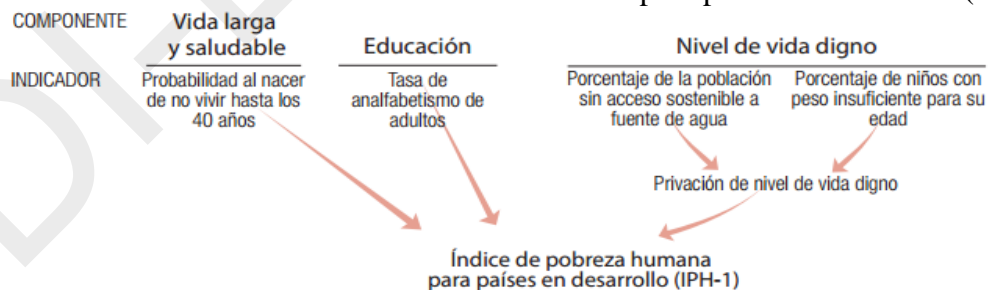 COMPONENTE
Vida larga
y saludable
Educación
Nivel de vida digno
INDICADOR
Probabilidad al nacer
de no vivir hasta los
40 años
Tasa de
analfabetismo de
adultos
Porcentaje de la población
sin acceso sostenible a
fuente de agua
Porcentaje de niños con
peso insuficiente para su
edad
Privación de nivel de vida digno
Índice de pobreza humana
para países en desarrollo (IPH-1)